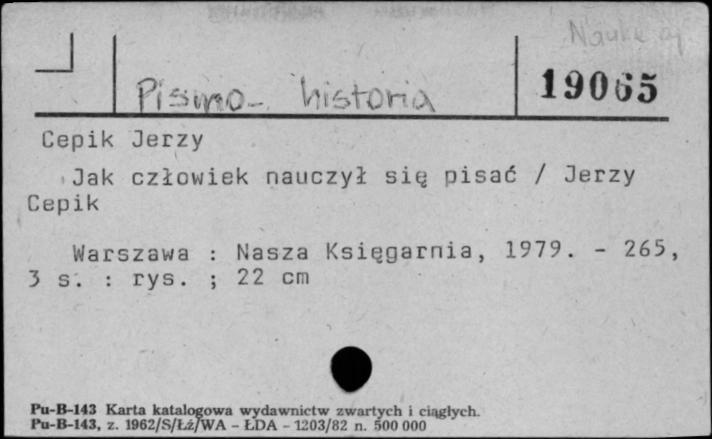 Pismo - historia
19065
Cepik Jerzy
Jak człowiek nauczył się pisać / Jerzy
Cepik
Warszawa : Nasza Księgarnia, 1979. - 265,
3 s. : rys. ; 22 cm
Pu-B-143 Karta katalogowa wydawnictw zwartych i ciągłych.
Pu-B-143, z. 1962/S/Łź/WA - ŁDA - 1203/82 n. 500 000